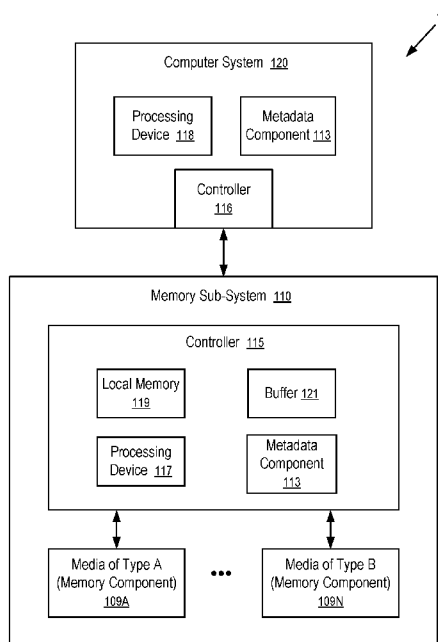 Computer System 120
Processing
Device 118
Metadata
Component 113
Controller
116
Memory Sub-System 110
Controller 115
Local Memory
119
Buffer 121
Processing
Device 117
Metadata
Component
113
Media of Type A
(Memory Component)
109A
•••
Media of Type B
(Memory Component)
109N